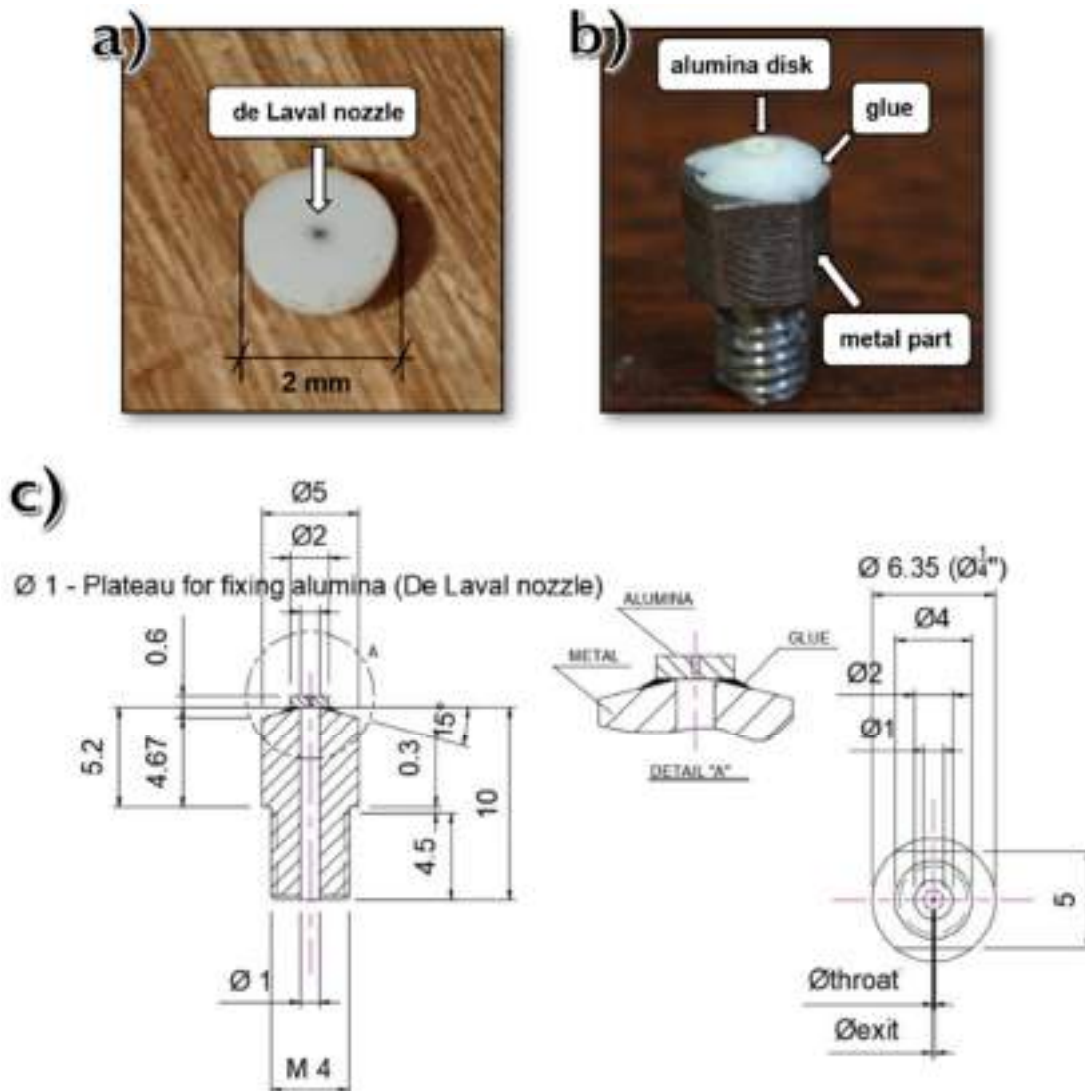 a)
de Laval nozzle
2 mm
b)
alumina disk
glue
metal part
c)
Ø5
Ø2
Ø 1 - Plateau for fixing alumina (De Laval nozzle)
0.6
A
15°
5.2
4.67
0.3
10
4.5
Ø 1
M 4
ALUMINA
METAL
GLUE
DETAIL "A"
Ø 6.35 (Ø1/4")
Ø4
Ø2
Ø1
5
Øthroat
Øexit